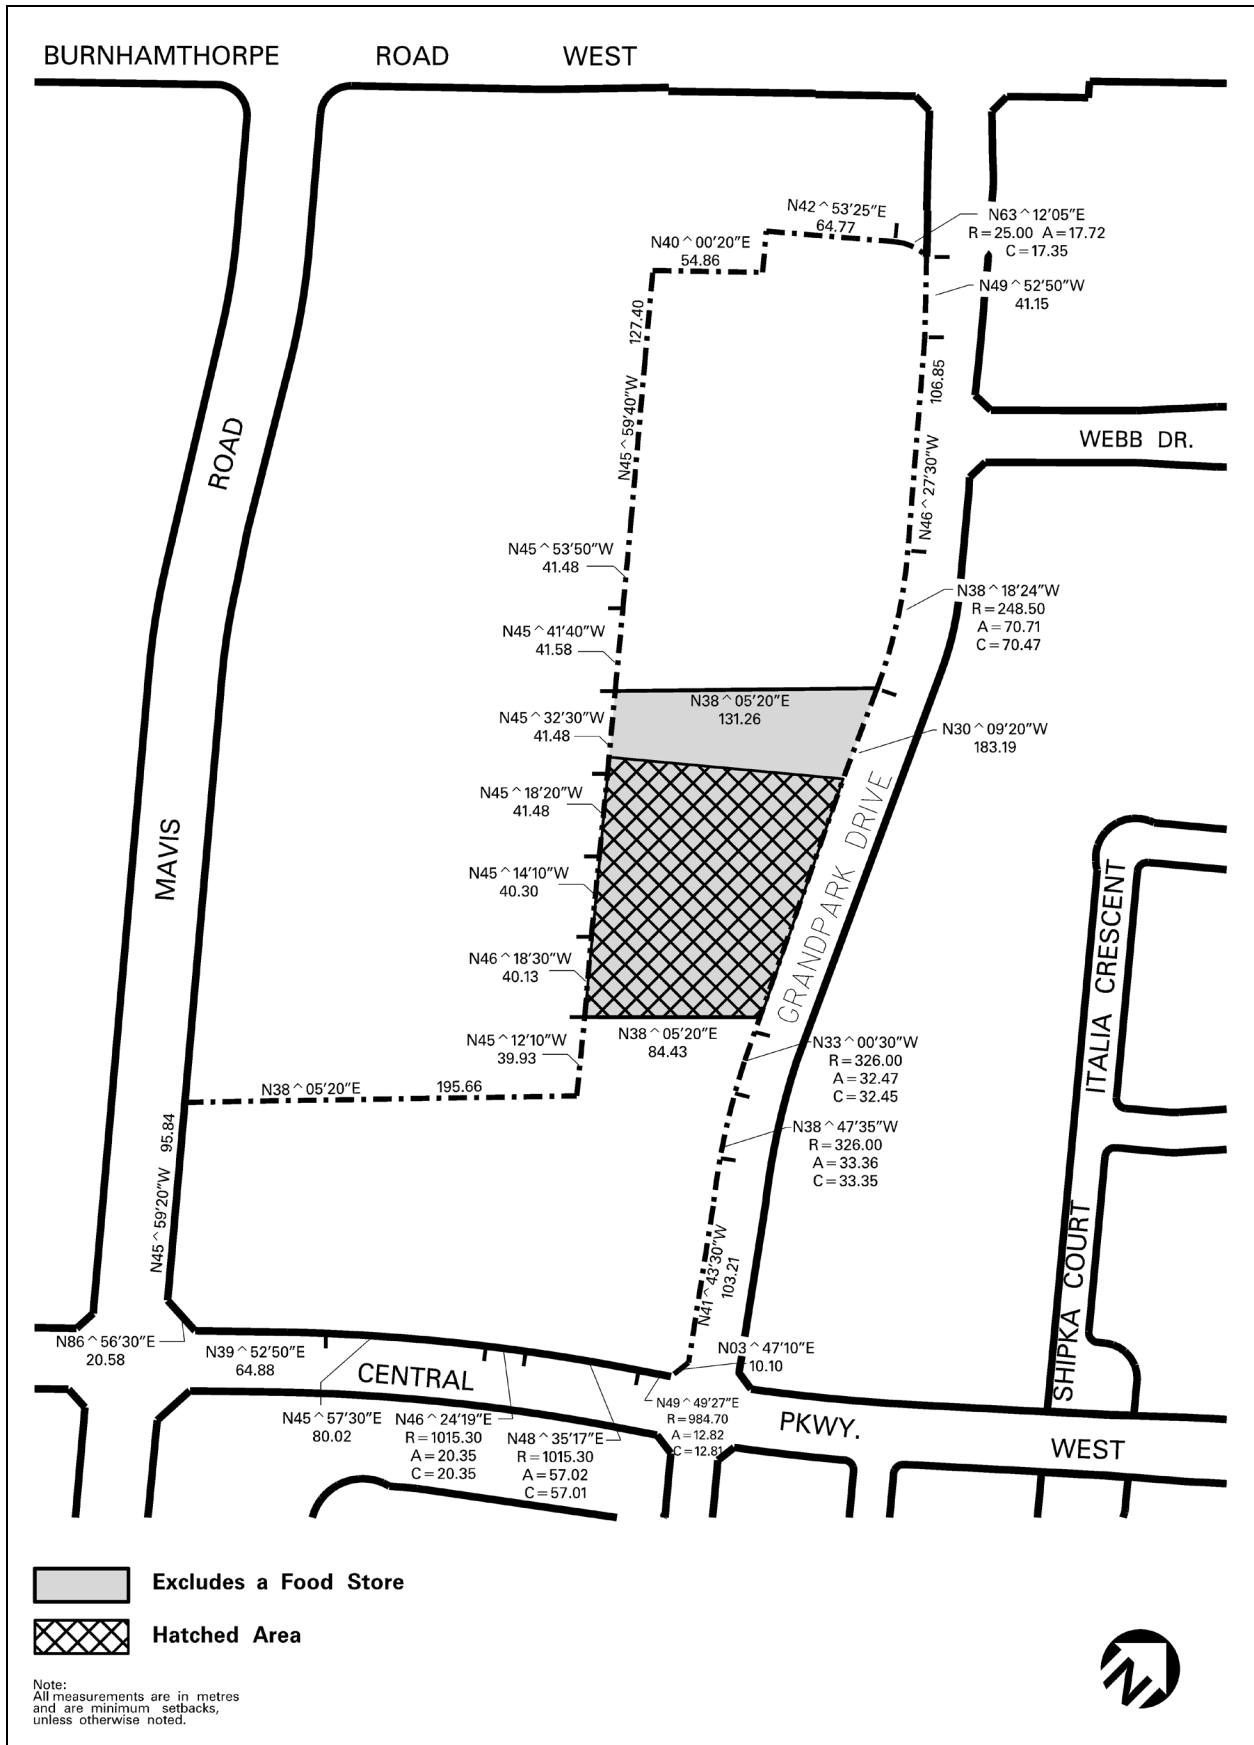 BURNHAMTHORPE ROAD WEST
N42^53'25"E
64.77
N63^12'05"E
R=25.00 A=17.72
C=17.35
N40^00'20"E
54.86
N49^52'50"W
41.15
127.40
N45^59'40"W
106.85
N46^27'30"W
ROAD
WEBB DR.
N45^53'50"W
41.48
N38^18'24"W
R=248.50
A=70.71
C=70.47
N45^41'40"W
41.58
N38^05'20"E
131.26
N45^32'30"W
41.48
N30^09'20"W
183.19
N45^18'20"W
41.48
GRANDPARK DRIVE
MAVIS
N45^14'10"W
40.30
ITALIA CRESCENT
N46^18'30"W
40.13
N45^12'10"W
39.93
N38^05'20"E
84.43
N33^00'30"W
R=326.00
A=32.47
C=32.45
N38^05'20"E 195.66
N38^47'35"W
R=326.00
A=33.36
C=33.35
N45^59'20"W 95.84
N41^43'30"W
103.21
SHIPKA COURT
N86^56'30"E
20.58
N39^52'50"E
64.88
N03^47'10"E
10.10
CENTRAL
PKWY.
WEST
N45^57'30"E
80.02
N46^24'19"E
R=1015.30
A=20.35
C=20.35
N48^35'17"E
R=1015.30
A=57.02
C=57.01
N49^49'27"E
R=984.70
A=12.82
C=12.81
Excludes a Food Store
Hatched Area
Note:
All measurements are in metres
and are minimum setbacks,
unless otherwise noted.
N